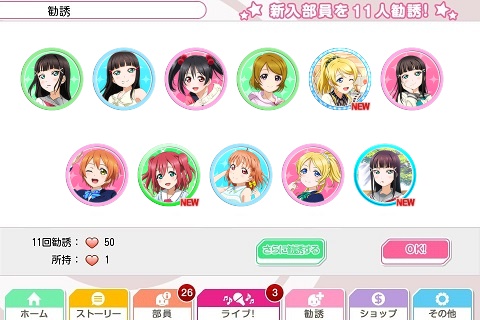 勧誘
新入部員を11人勧誘!
NEW
NEW
NEW
11回勧誘: 50
所持: 1
さらに勧誘する
OK!
26
3
ホーム
ストーリー
部員
ライブ!
勧誘
ショップ
その他